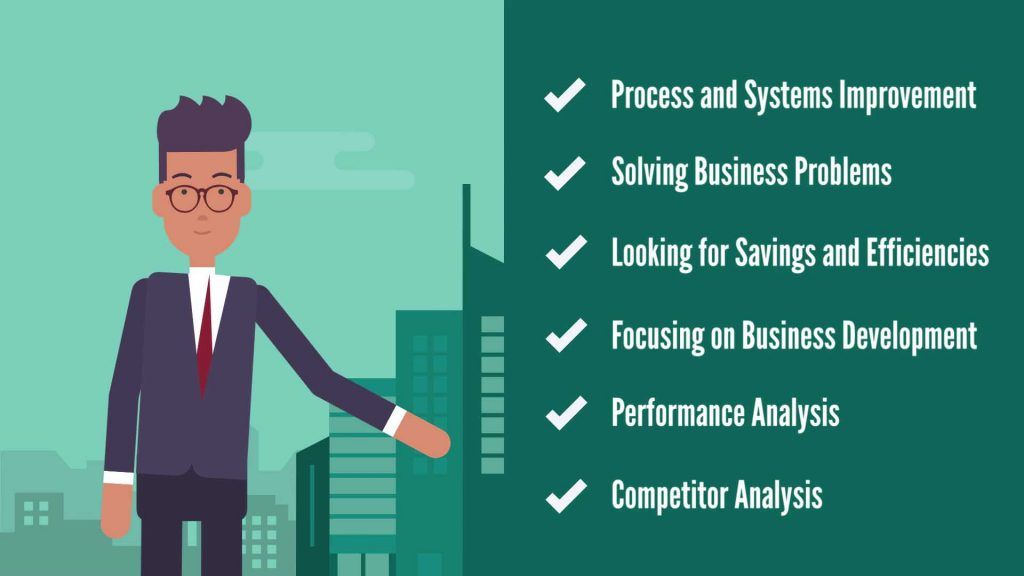 Process and Systems Improvement
Solving Business Problems
Looking for Savings and Efficiencies
Focusing on Business Development
Performance Analysis
Competitor Analysis